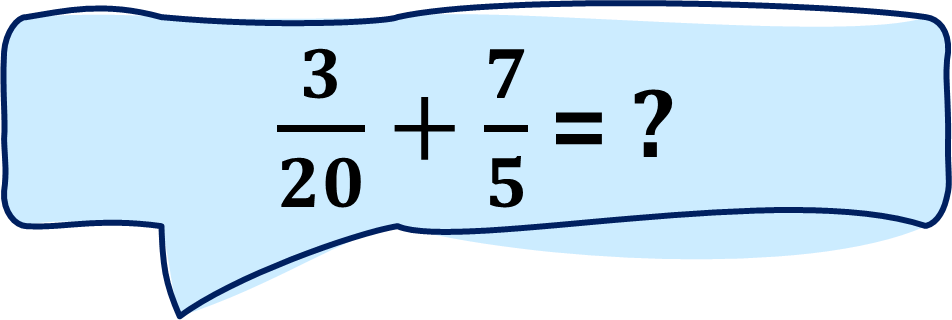 3/20 + 7/5 = ?